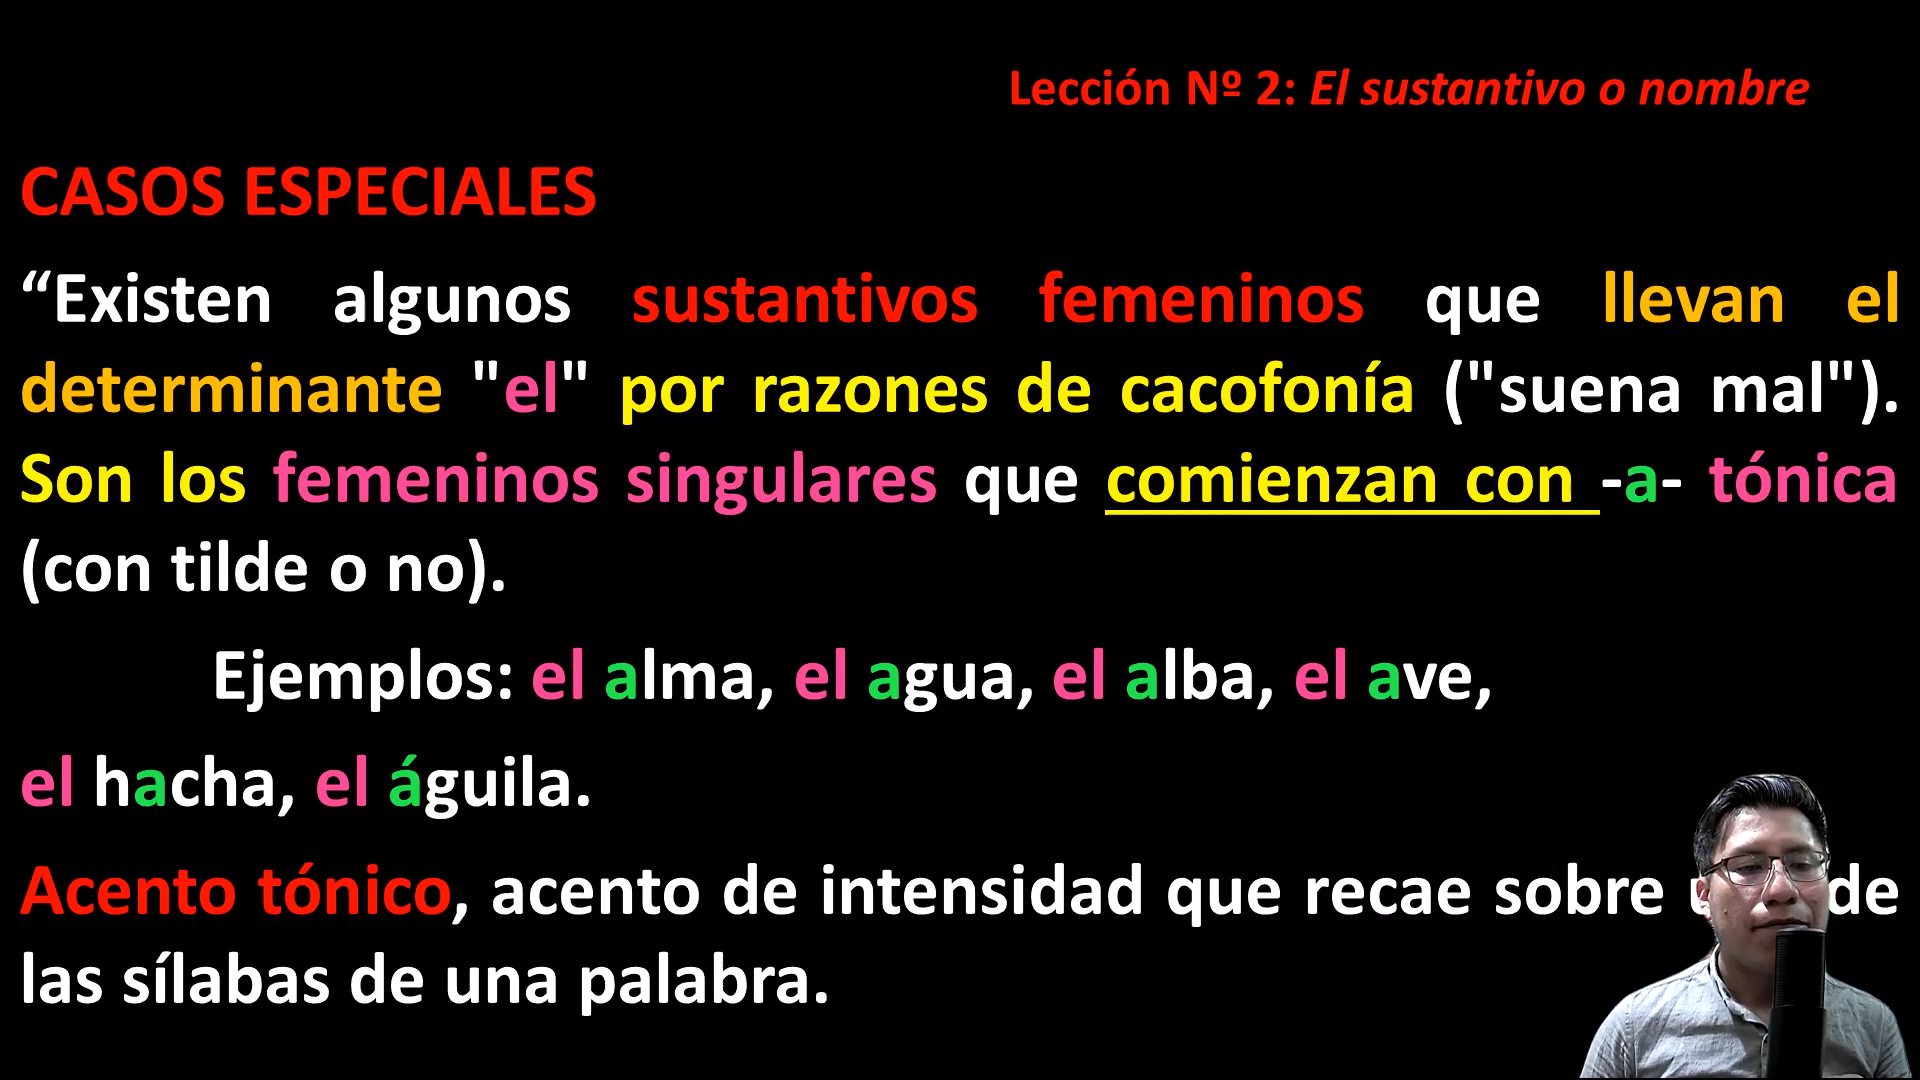 Lección Nº 2: El sustantivo o nombre
CASOS ESPECIALES
“Existen algunos sustantivos femeninos que llevan el
determinante "el" por razones de cacofonía ("suena mal").
Son los femeninos singulares que comienzan con -a- tónica
(con tilde o no).
Ejemplos: el alma, el agua, el alba, el ave,
el hacha, el águila.
Acento tónico, acento de intensidad que recae sobre de
las sílabas de una palabra.